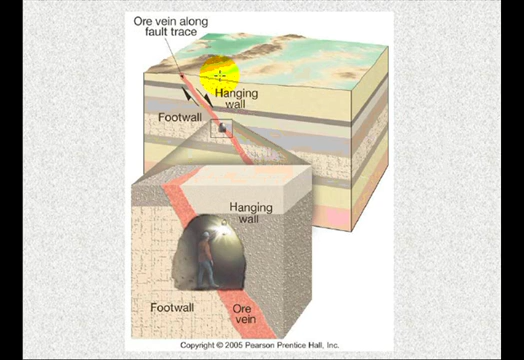 Ore vein along
fault trace
Hanging
wall
Footwall
Hanging
wall
Footwall
Ore
vein
Copyright © 2005 Pearson Prentice Hall, Inc.